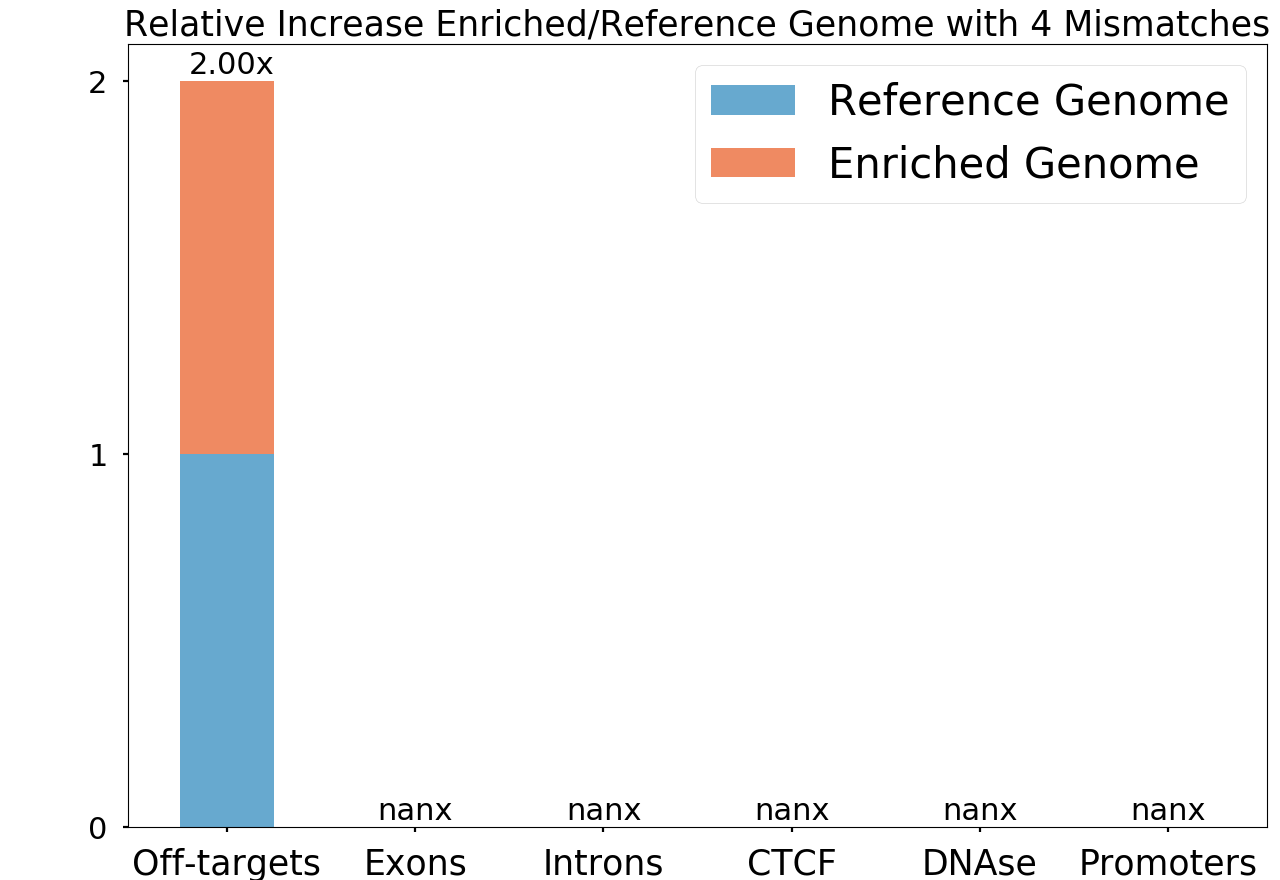 Relative Increase Enriched/Reference Genome with 4 Mismatches
2.00x
Reference Genome
Enriched Genome
2
1
0
nanx nanx nanx nanx nanx
Off-targets Exons Introns CTCF DNAse Promoters